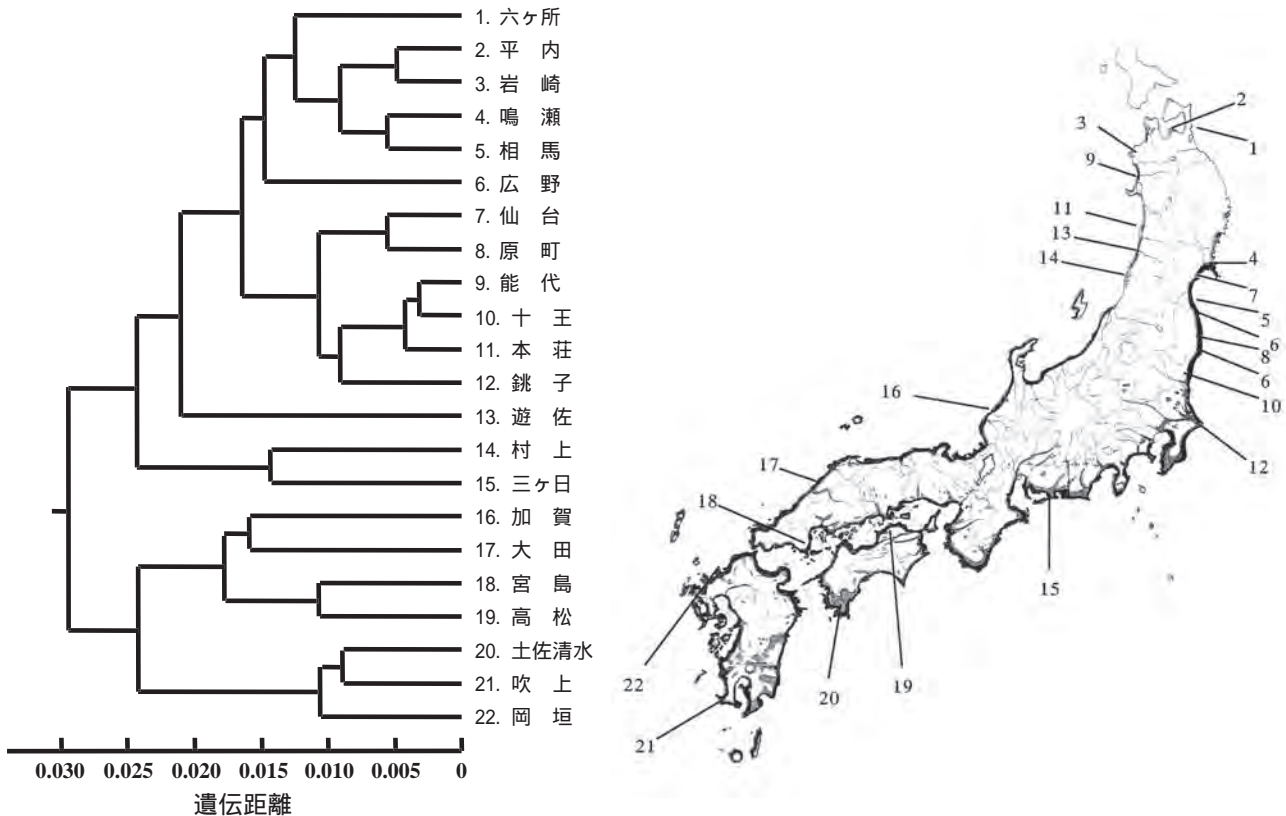 1. 六ヶ所
2. 平　内
3. 岩　崎
4. 鳴　瀬
5. 相　馬
6. 広　野
7. 仙　台
8. 原　町
9. 能　代
10. 十　王
11. 本　荘
12. 銚　子
13. 遊　佐
14. 村　上
15. 三ヶ日
16. 加　賀
17. 大　田
18. 宮　島
19. 高　松
20. 土佐清水
21. 吹　上
22. 岡　垣
0.030 0.025 0.020 0.015 0.010 0.005 0
遺伝距離
2
3
1
9
11
13
14
4
7
5
6
8
6
10
16
12
17
18
15
22
20
19
21